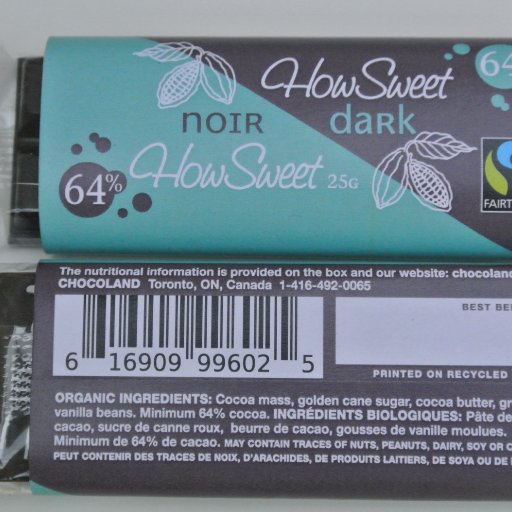 HowSweet
64
NOIR dark
HowSweet 25G
64%
FAIRT
The nutritional information is provided on the box and our website: chocoland
CHOCOLAND Toronto, ON, Canada 1-416-492-0065
BEST BE
6 16909 99602 5
PRINTED ON RECYCLED
ORGANIC INGREDIENTS: Cocoa mass, golden cane sugar, cocoa butter, gr
vanilla beans. Minimum 64% cocoa. INGRÉDIENTS BIOLOGIQUES: Pâte de
cacao, sucre de canne roux, beurre de cacao, gousses de vanille moulues.
Minimum de 64% de cacao. MAY CONTAIN TRACES OF NUTS, PEANUTS, DAIRY, SOY OR
PEUT CONTENIR DES TRACES DE NOIX, D'ARACHIDES, DE PRODUITS LAITIERS, DE SOYA OU DE